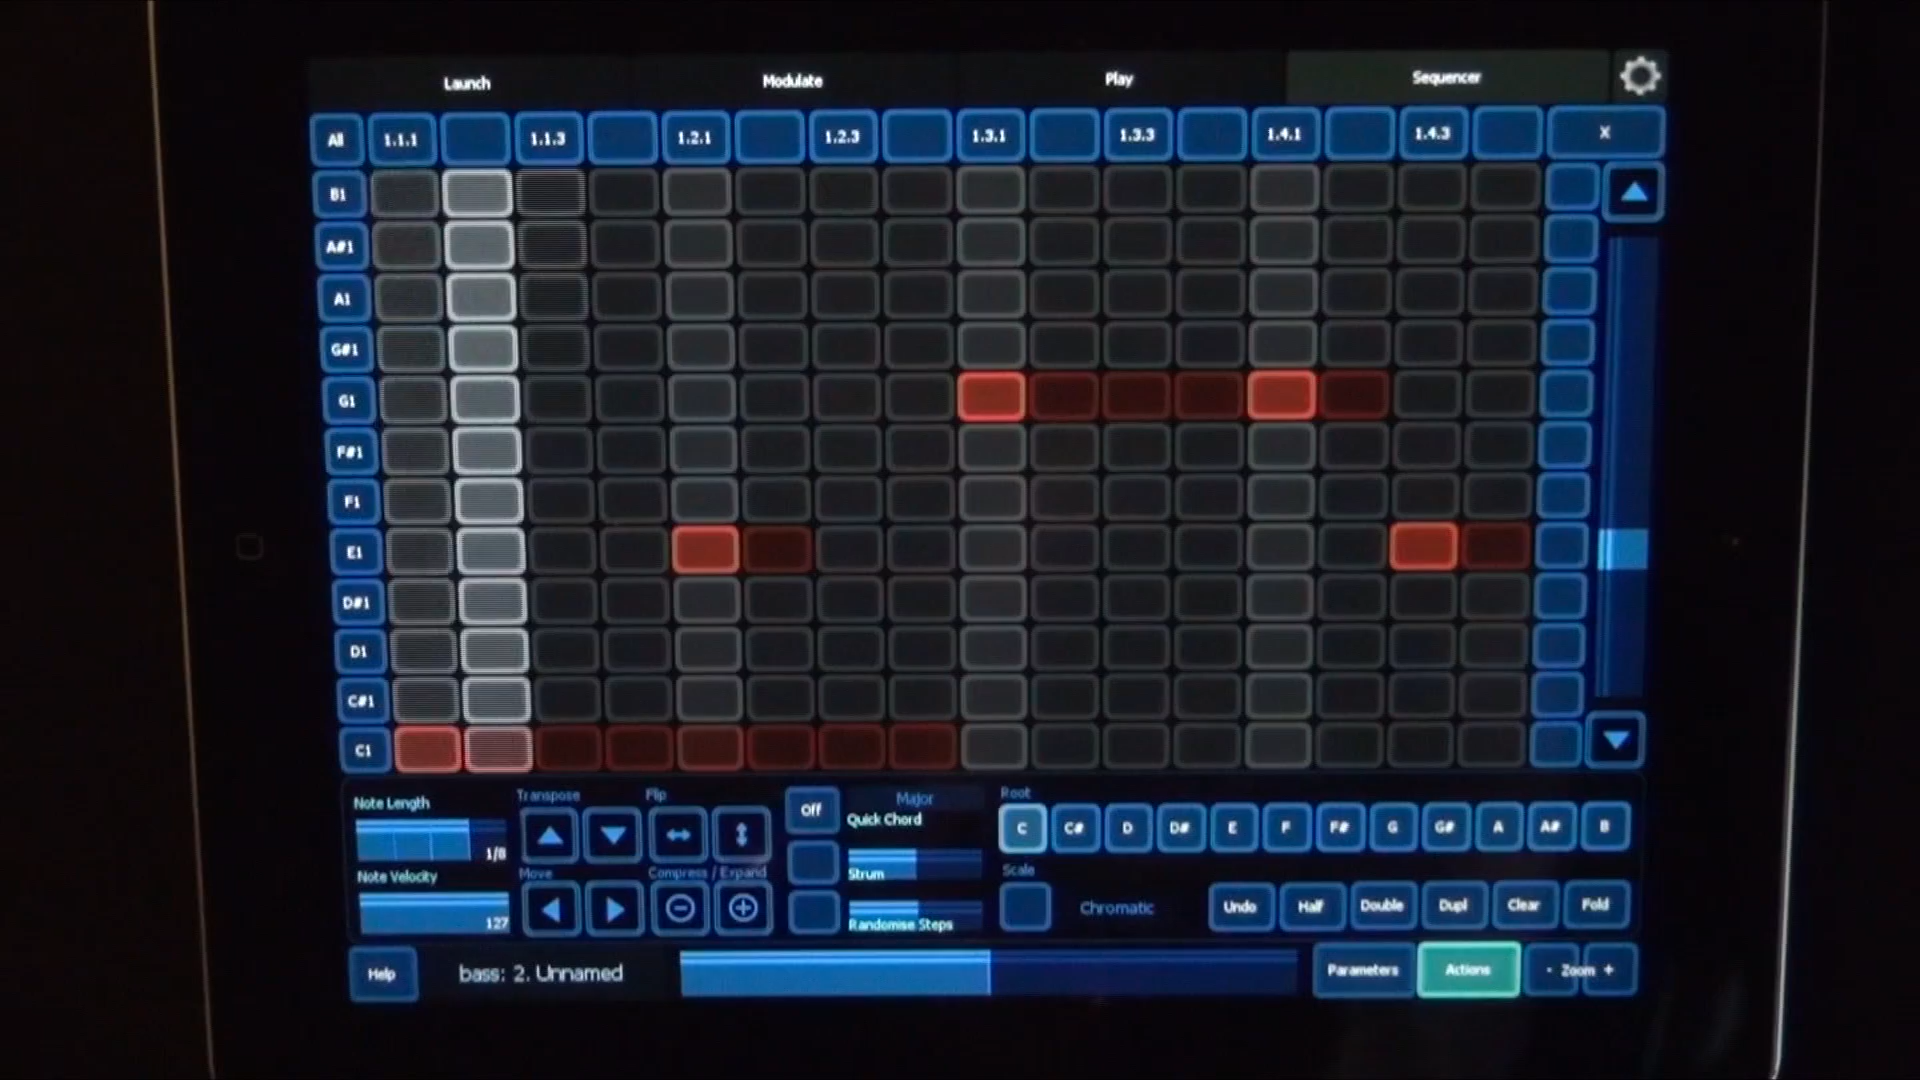 Launch Modulate Play Sequencer
All 1.1.1 1.1.3 1.2.1 1.2.3 1.3.1 1.3.3 1.4.1 1.4.3 X
B1
A#1
A1
G#1
G1
F#1
F1
E1
D#1
D1
C#1
C1
Note Length Transpose Flip Off Major Root
Quick Chord C C# D D# E F F# G G# A A# B
1/8
Note Velocity Move Compress / Expand Strum Scale
127 Randomise Steps Chromatic Undo Half Double Dupl Clear Fold
Help bass: 2. Unnamed Parameters Actions - Zoom +